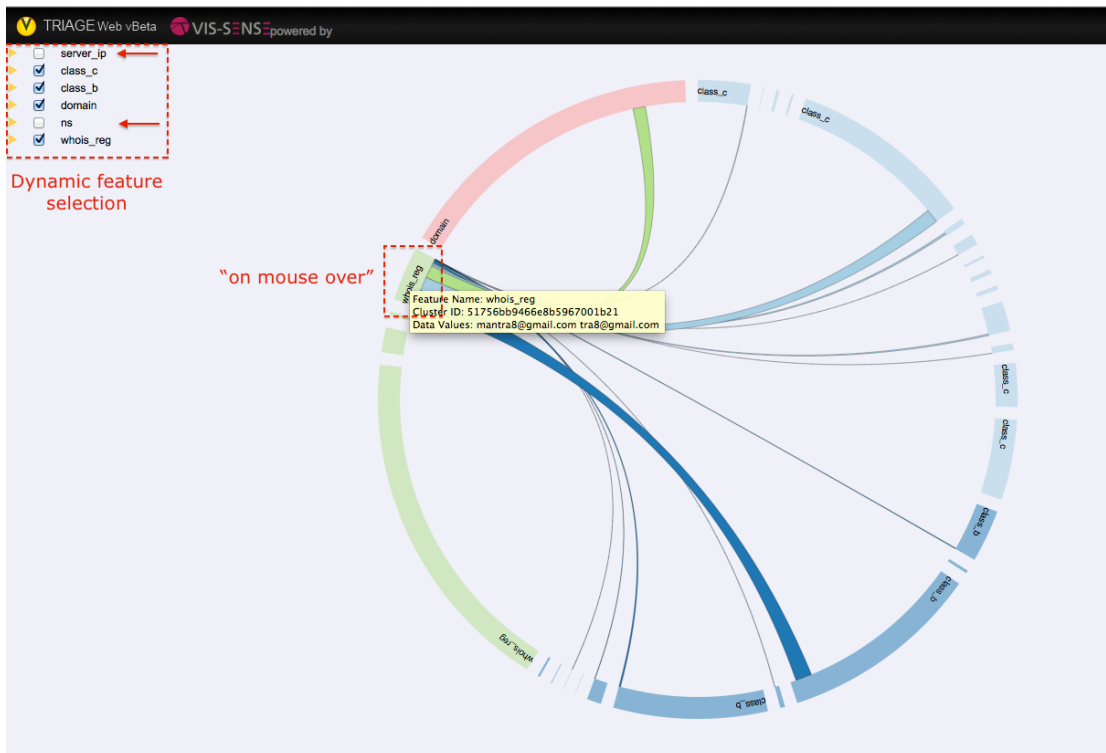 TRIAGE Web vBeta VIS-SENSE powered by
server_ip
class_c
class_b
domain
ns
whois_reg
Dynamic feature
selection
"on mouse over"
class_c
class_c
domain
whois_reg
Feature Name: whois_reg
Cluster ID: 51756bb9466e8b5967001b21
Data Values: mantra8@gmail.com tra8@gmail.com
class_c
class_c
class_b
class_b
whois_reg
class_b